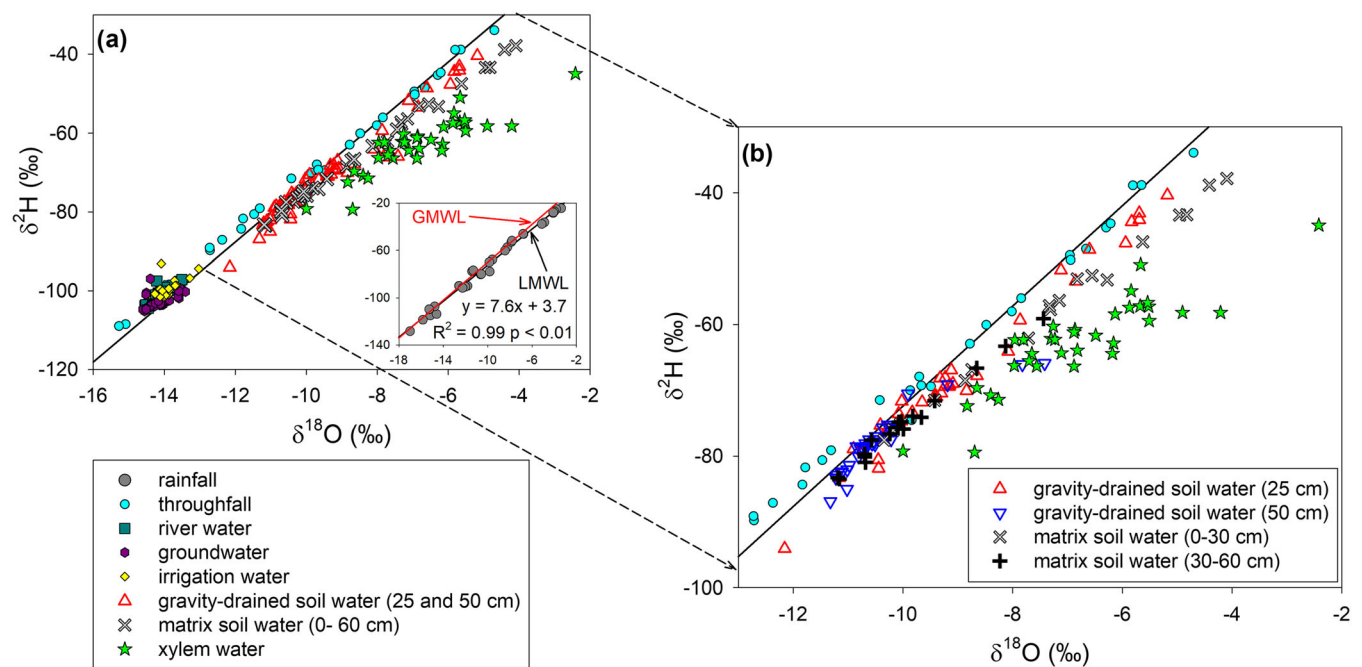 (a)
δ²H (‰)
-40
-60
-80
-100
-120
-16
-14
-12
-10
-8
-6
-4
-2
δ¹⁸O (‰)
-20
-60
-100
-140
-18
-14
-10
-6
-2
GMWL
LMWL
y = 7.6x + 3.7
R² = 0.99 p < 0.01
rainfall
throughfall
river water
groundwater
irrigation water
gravity-drained soil water (25 and 50 cm)
matrix soil water (0- 60 cm)
xylem water
(b)
δ²H (‰)
-40
-60
-80
-100
-12
-10
-8
-6
-4
-2
δ¹⁸O (‰)
gravity-drained soil water (25 cm)
gravity-drained soil water (50 cm)
matrix soil water (0-30 cm)
matrix soil water (30-60 cm)